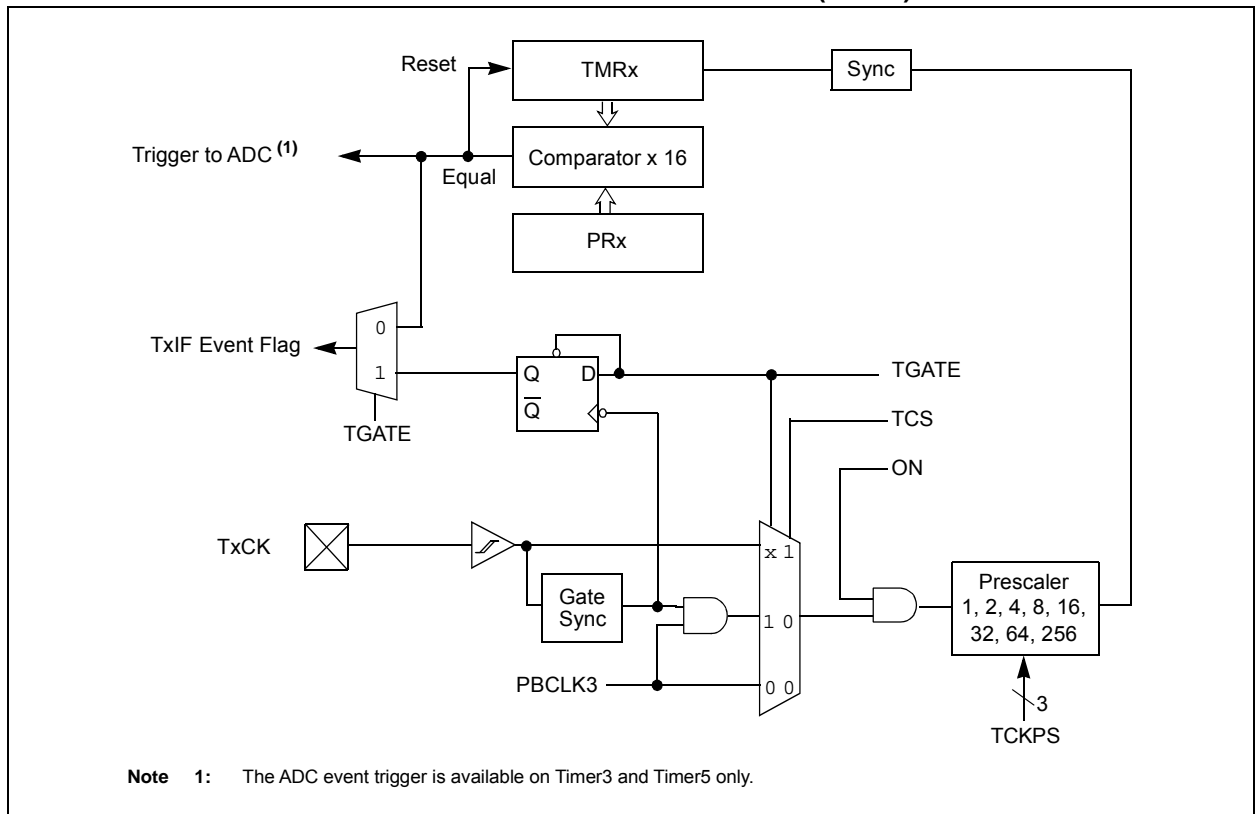 Reset
TMRx
Sync
Trigger to ADC (1)
Equal
Comparator x 16
PRx
TxIF Event Flag
0
1
TGATE
Q
D
Q
TGATE
TCS
ON
TxCK
Gate
Sync
PBCLK3
x 1
1 0
0 0
Prescaler
1, 2, 4, 8, 16,
32, 64, 256
3
TCKPS
Note 1: The ADC event trigger is available on Timer3 and Timer5 only.